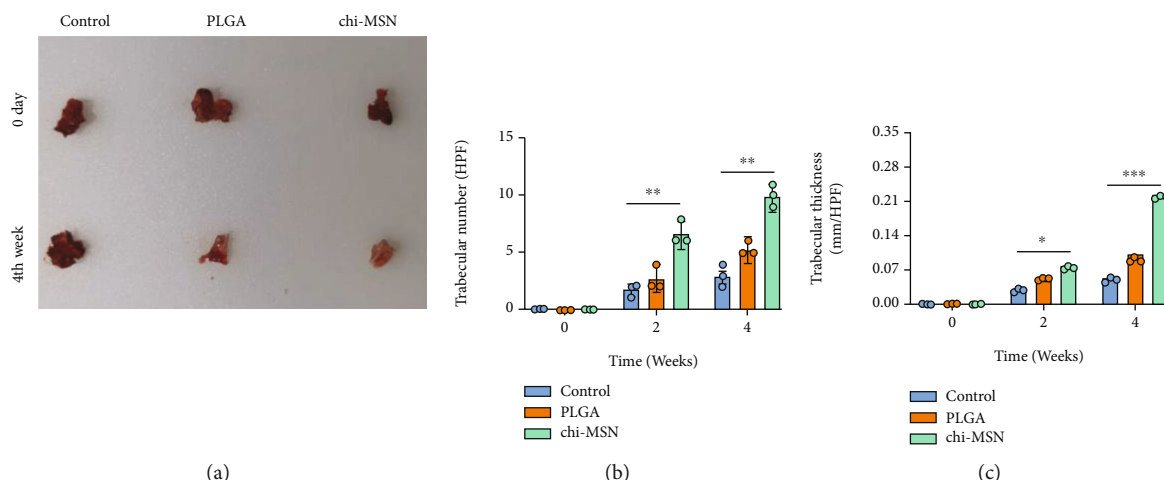 Control PLGA chi-MSN
0 day
4th week
(a)
Trabecular number (HPF)
15
10
5
0
** **
0 2 4
Time (Weeks)
Control
PLGA
chi-MSN
(b)
Trabecular thickness
(mm/HPF)
0.35
0.28
0.21
0.14
0.07
0.00
* ***
0 2 4
Time (Weeks)
Control
PLGA
chi-MSN
(c)